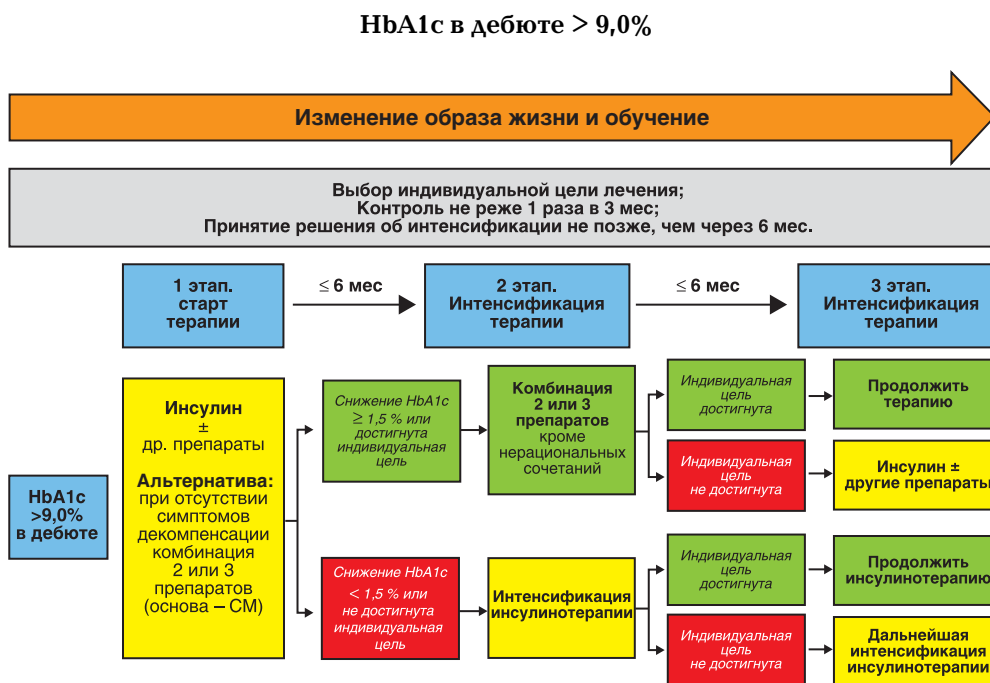 HbA1c в дебюте > 9,0%
Изменение образа жизни и обучение
Выбор индивидуальной цели лечения;
Контроль не реже 1 раза в 3 мес;
Принятие решения об интенсификации не позже, чем через 6 мес.
1 этап.
старт
терапии
≤ 6 мес
2 этап.
Интенсификация
терапии
≤ 6 мес
3 этап.
Интенсификация
терапии
HbA1c
>9,0%
в дебюте
Инсулин
±
др. препараты
Альтернатива:
при отсутствии
симптомов
декомпенсации
комбинация
2 или 3
препаратов
(основа – СМ)
Снижение HbA1c
≥ 1,5 % или
достигнута
индивидуальная
цель
Комбинация
2 или 3
препаратов
кроме
нерациональных
сочетаний
Индивидуальная
цель
достигнута
Продолжить
терапию
Индивидуальная
цель
не достигнута
Инсулин ±
другие препараты
Снижение HbA1c
< 1,5 % или
не достигнута
индивидуальная
цель
Интенсификация
инсулинотерапии
Индивидуальная
цель
достигнута
Продолжить
инсулинотерапию
Индивидуальная
цель
не достигнута
Дальнейшая
интенсификация
инсулинотерапии